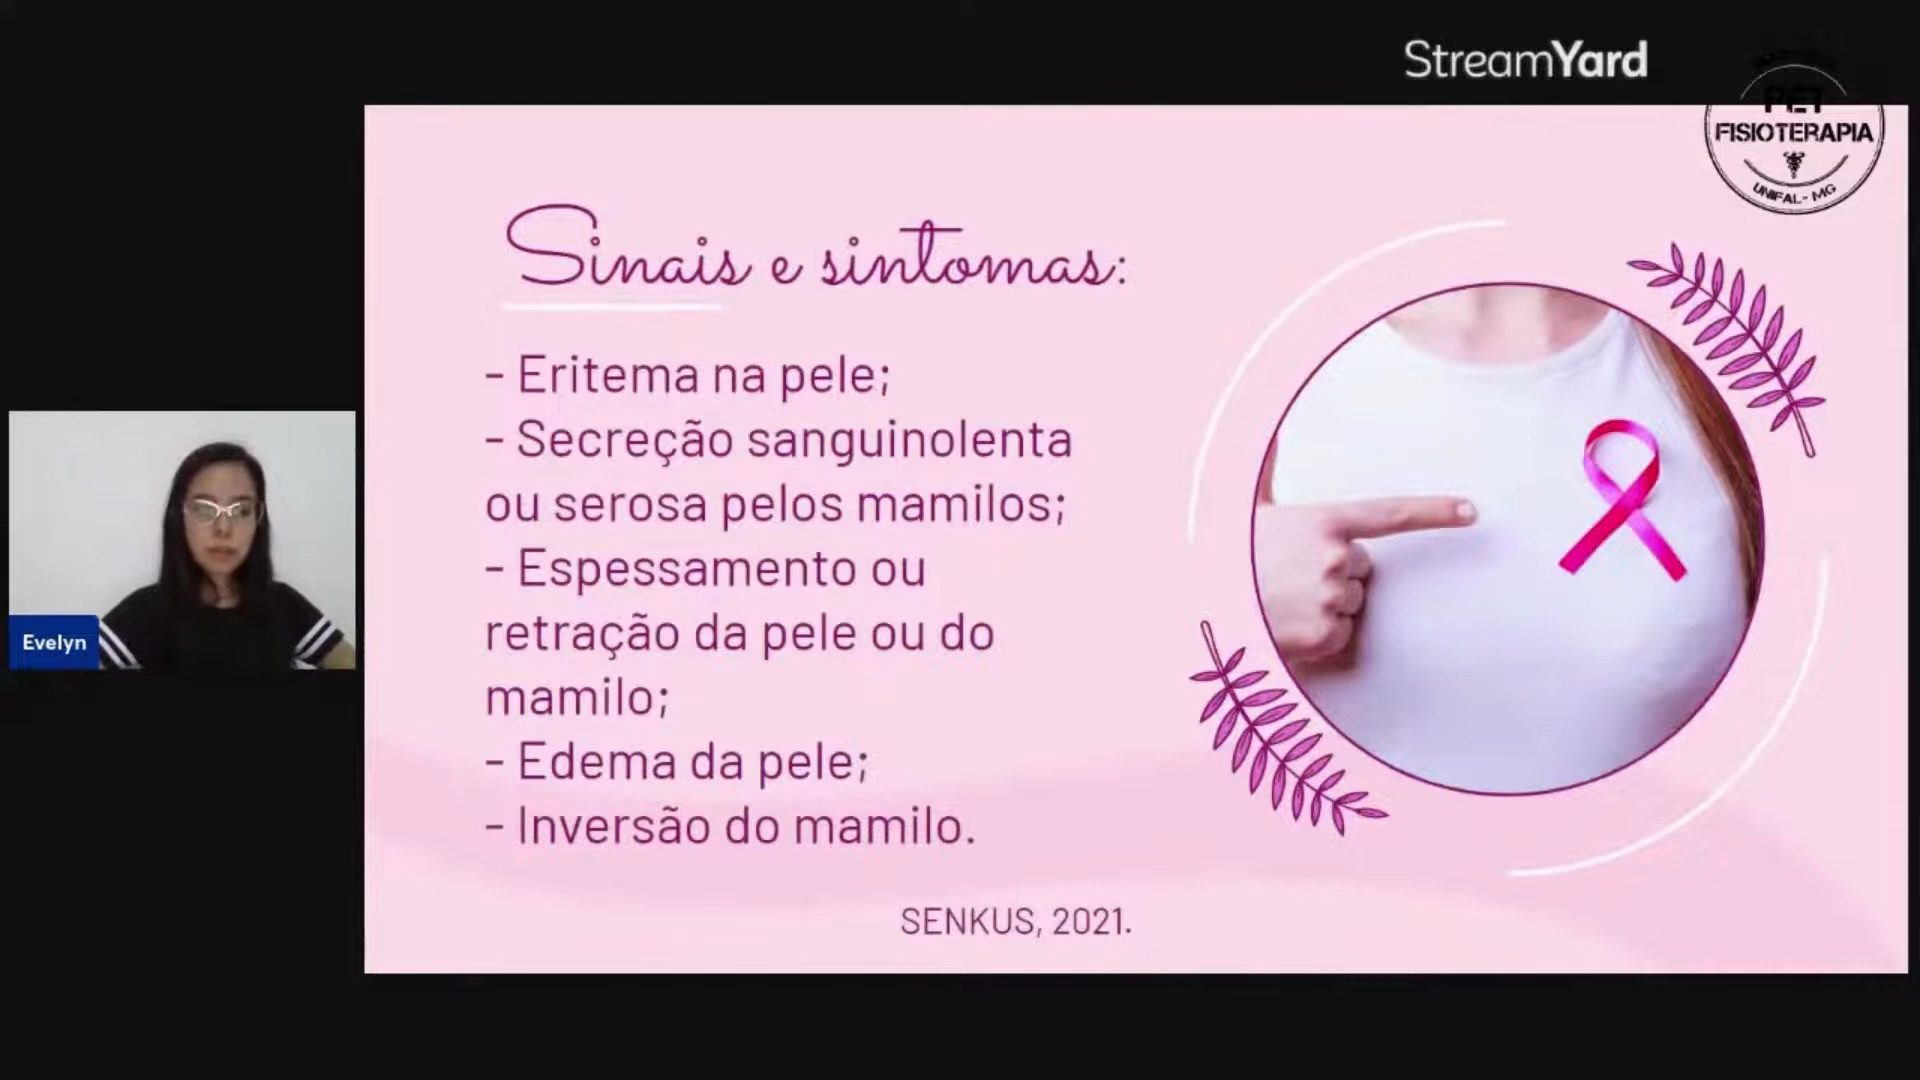 StreamYard
PET
FISIOTERAPIA
UNIFAL-MG
Sinais e sintomas:
- Eritema na pele;
- Secreção sanguinolenta
ou serosa pelos mamilos;
- Espessamento ou
retração da pele ou do
mamilo;
- Edema da pele;
- Inversão do mamilo.
SENKUS, 2021.
Evelyn